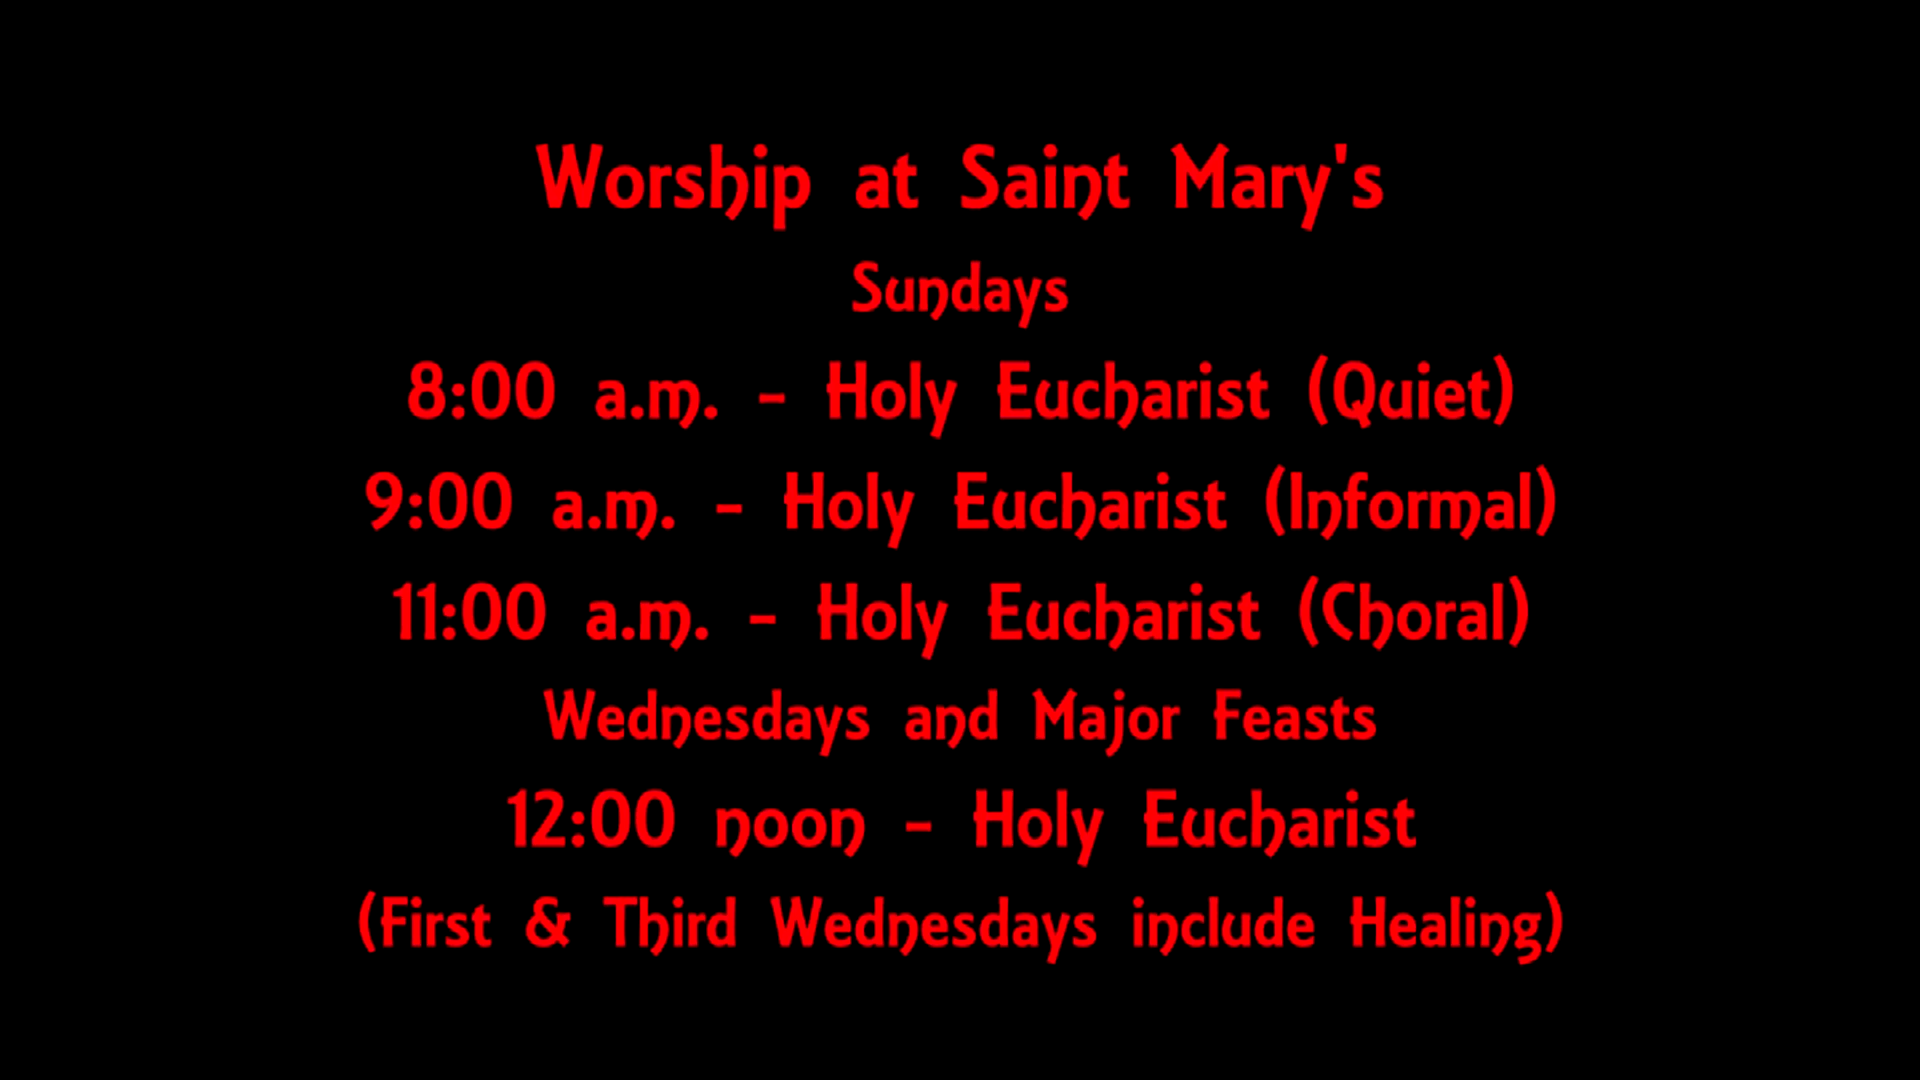 Worship at Saint Mary's
Sundays
8:00 a.m. - Holy Eucharist (Quiet)
9:00 a.m. - Holy Eucharist (Informal)
11:00 a.m. - Holy Eucharist (Choral)
Wednesdays and Major Feasts
12:00 noon - Holy Eucharist
(First & Third Wednesdays include Healing)